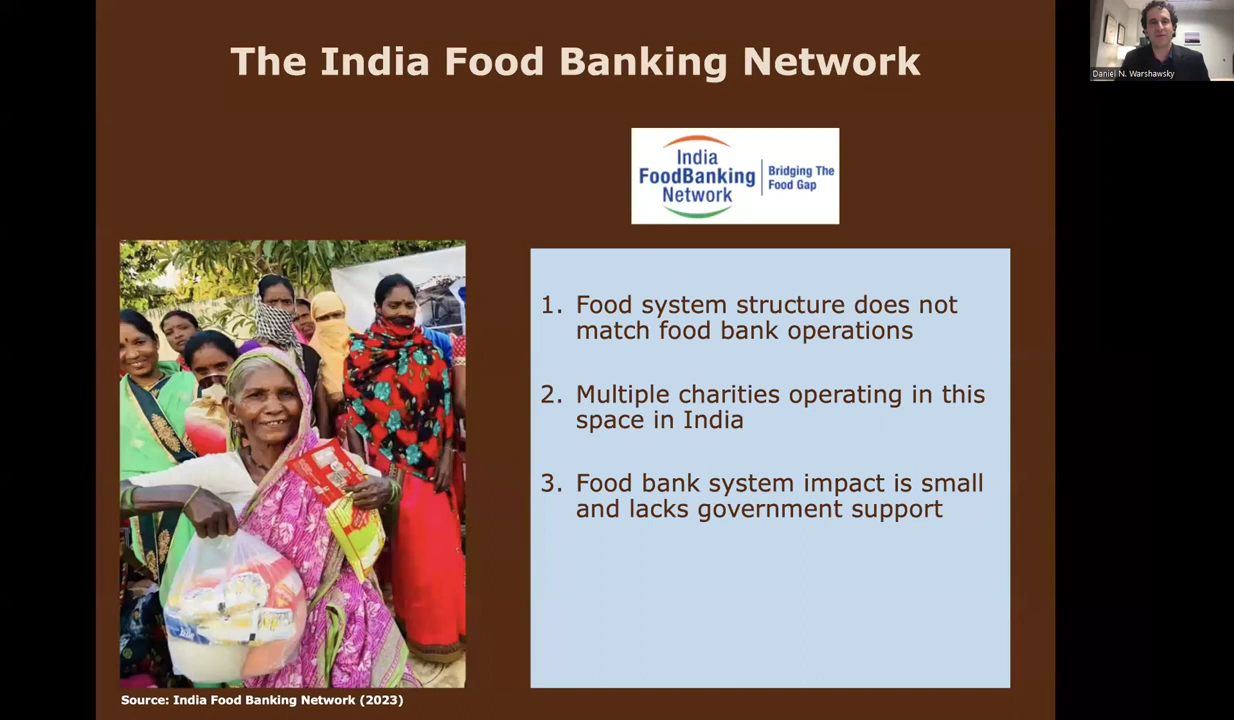 The India Food Banking Network
Daniel N. Warshawsky
India
FoodBanking
Network
Bridging The
Food Gap
1. Food system structure does not
match food bank operations
2. Multiple charities operating in this
space in India
3. Food bank system impact is small
and lacks government support
Source: India Food Banking Network (2023)